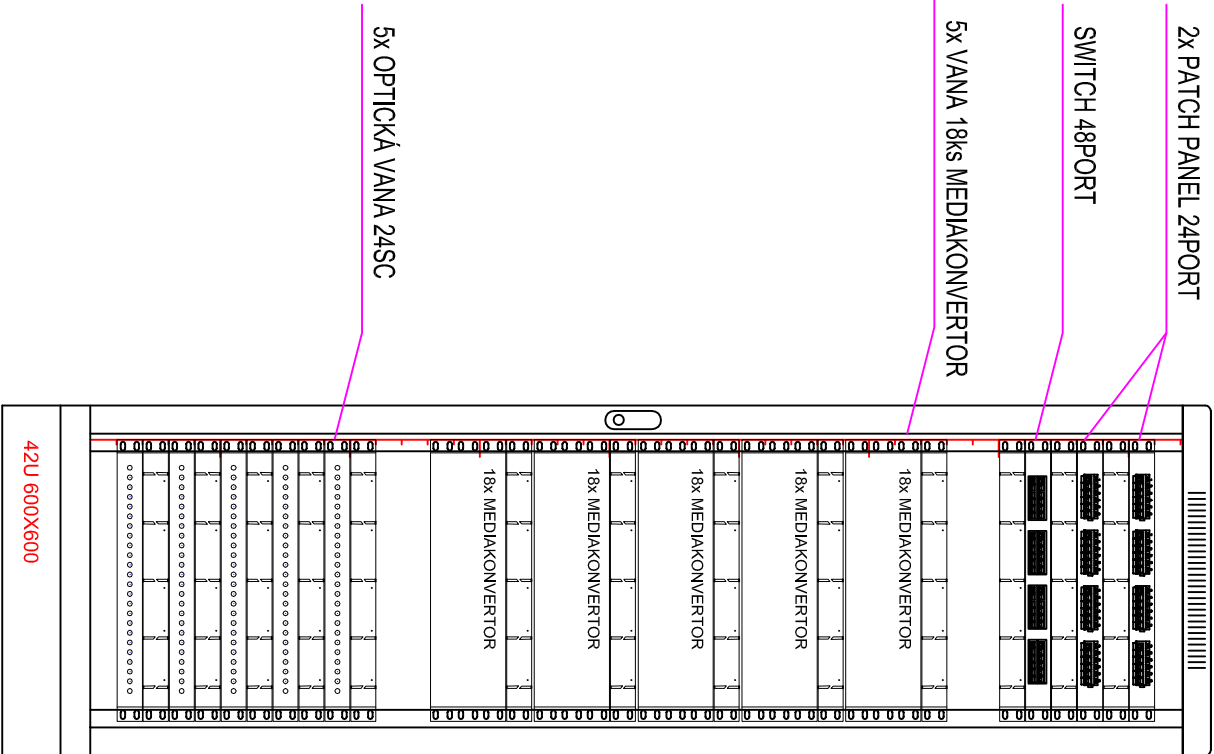 2x PATCH PANEL 24PORT
SWITCH 48PORT
5x VANA 18ks MEDIAKONVERTOR
5x OPTICKÁ VANA 24SC
18x MEDIAKONVERTOR
18x MEDIAKONVERTOR
18x MEDIAKONVERTOR
18x MEDIAKONVERTOR
18x MEDIAKONVERTOR
42U 600X600